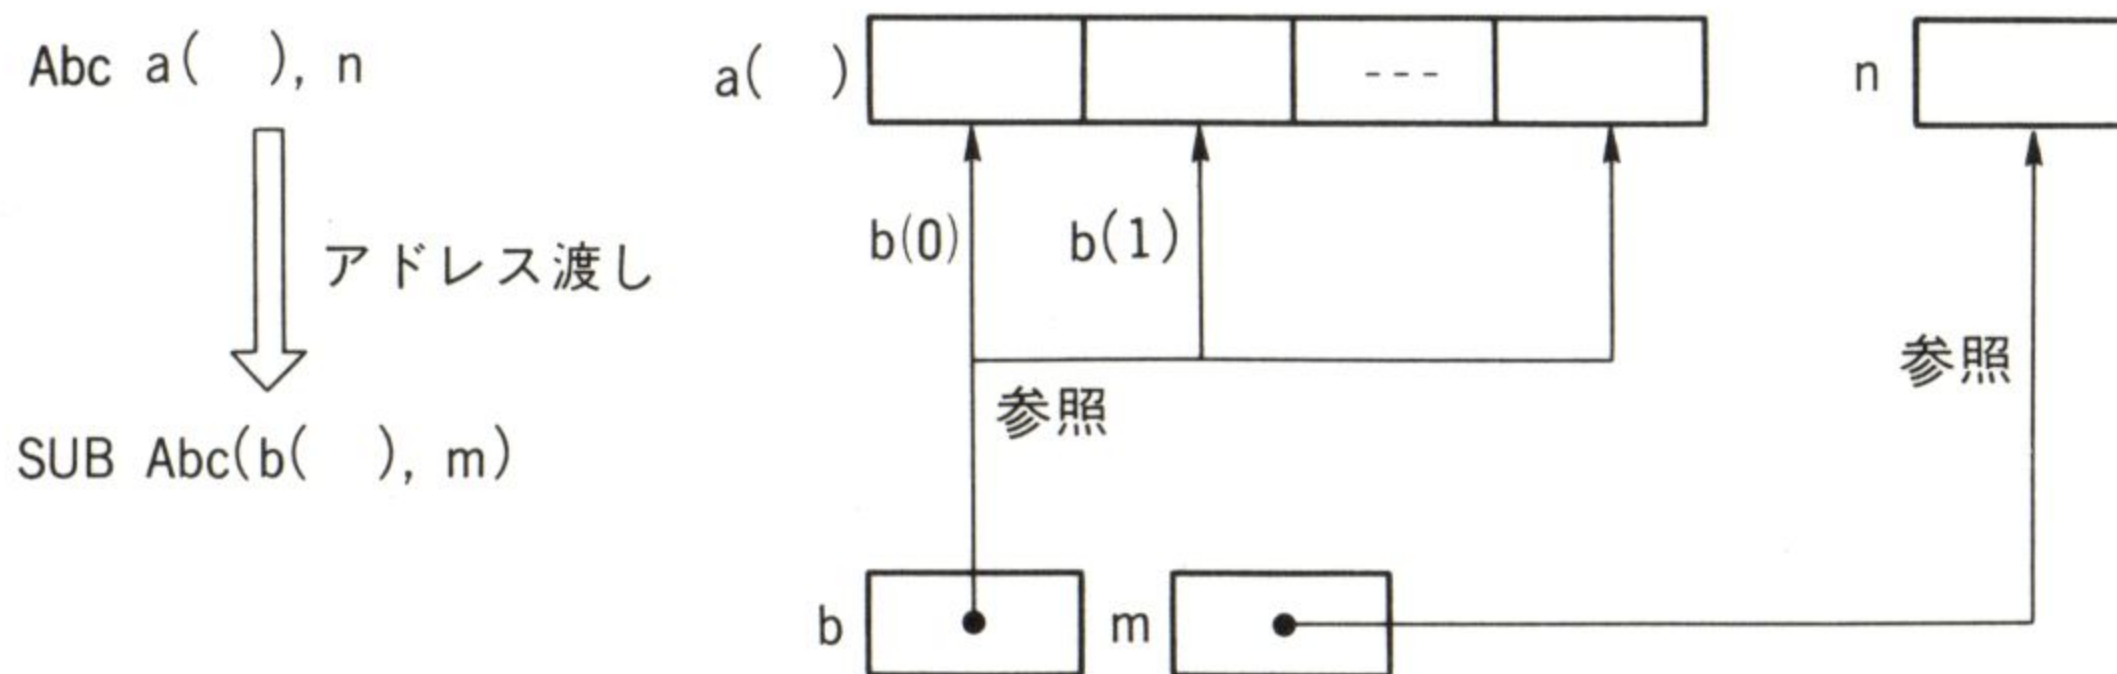 Abc a(　), n
アドレス渡し
SUB Abc(b(　), m)
a(　)
---
n
b(0)
b(1)
参照
参照
b
m